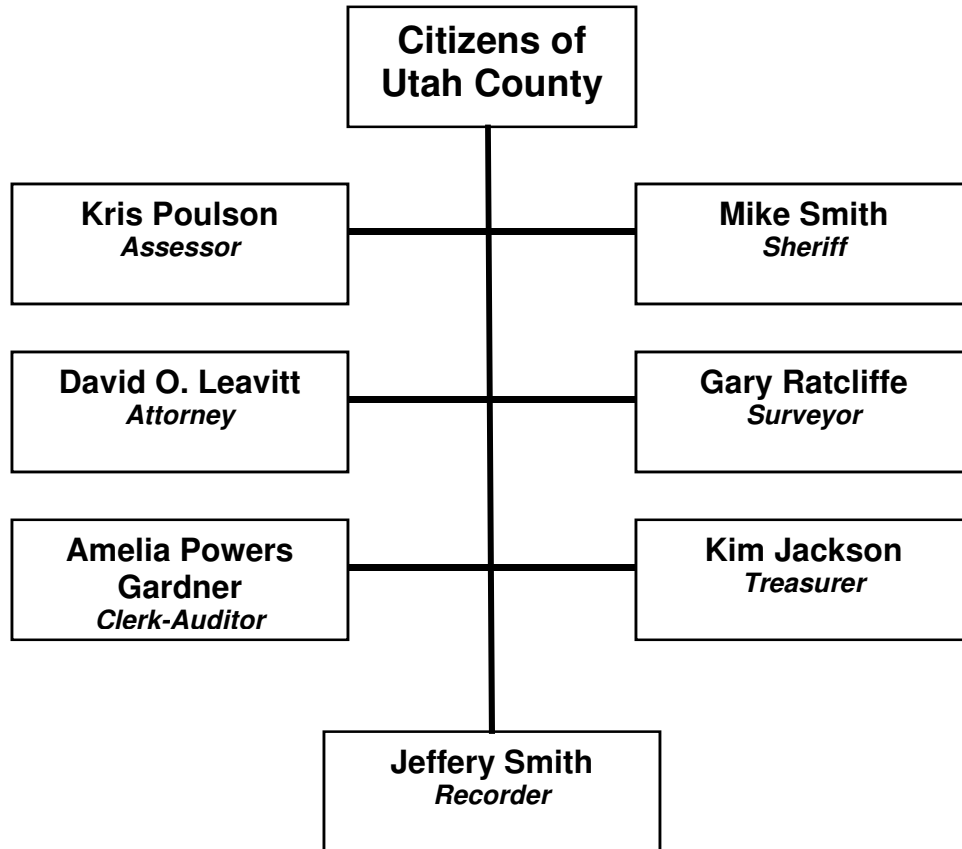 Citizens of
Utah County
Kris Poulson
Assessor
Mike Smith
Sheriff
David O. Leavitt
Attorney
Gary Ratcliffe
Surveyor
Amelia Powers
Gardner
Clerk-Auditor
Kim Jackson
Treasurer
Jeffery Smith
Recorder